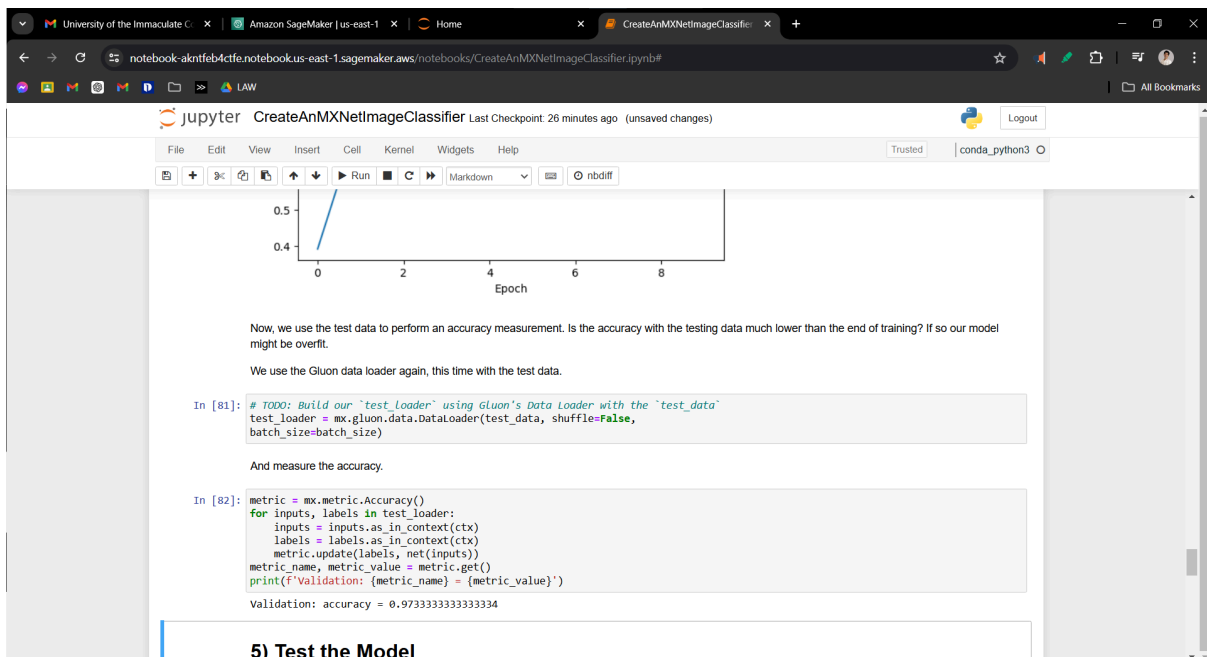 University of the Immaculate Co
Amazon SageMaker | us-east-1
Home
CreateAnMXNetImageClassifier
notebook-akntfeb4ctfe.notebook.us-east-1.sagemaker.aws/notebooks/CreateAnMXNetImageClassifier.ipynb#
LAW
All Bookmarks
jupyter CreateAnMXNetImageClassifier Last Checkpoint: 26 minutes ago (unsaved changes)
Logout
File Edit View Insert Cell Kernel Widgets Help
Trusted
conda_python3
Run
Markdown
nbdiff
0.5
0.4
0 2 4 6 8
Epoch
Now, we use the test data to perform an accuracy measurement. Is the accuracy with the testing data much lower than the end of training? If so our model
might be overfit.
We use the Gluon data loader again, this time with the test data.
In [81]: # TODO: Build our `test_loader` using Gluon's Data Loader with the `test_data`
test_loader = mx.gluon.data.DataLoader(test_data, shuffle=False,
batch_size=batch_size)
And measure the accuracy.
In [82]: metric = mx.metric.Accuracy()
for inputs, labels in test_loader:
    inputs = inputs.as_in_context(ctx)
    labels = labels.as_in_context(ctx)
    metric.update(labels, net(inputs))
metric_name, metric_value = metric.get()
print(f'Validation: {metric_name} = {metric_value}')
Validation: accuracy = 0.9733333333333334
5) Test the Model